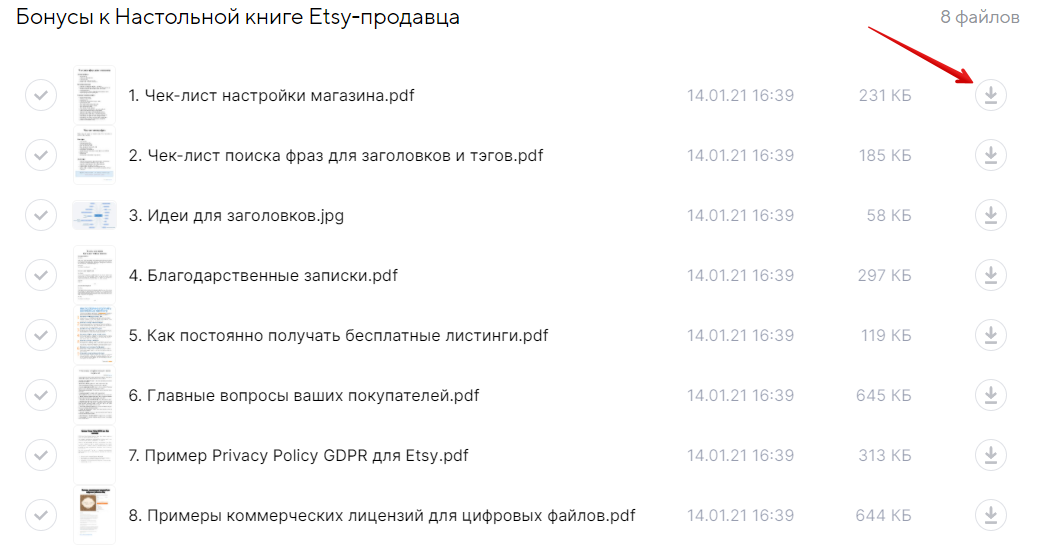 Бонусы к Настольной книге Etsy-продавца 8 файлов
1. Чек-лист настройки магазина.pdf 14.01.21 16:39 231 КБ
2. Чек-лист поиска фраз для заголовков и тэгов.pdf 14.01.21 16:39 185 КБ
3. Идеи для заголовков.jpg 14.01.21 16:39 58 КБ
4. Благодарственные записки.pdf 14.01.21 16:39 297 КБ
5. Как постоянно получать бесплатные листинги.pdf 14.01.21 16:39 119 КБ
6. Главные вопросы ваших покупателей.pdf 14.01.21 16:39 645 КБ
7. Пример Privacy Policy GDPR для Etsy.pdf 14.01.21 16:39 313 КБ
8. Примеры коммерческих лицензий для цифровых файлов.pdf 14.01.21 16:39 644 КБ